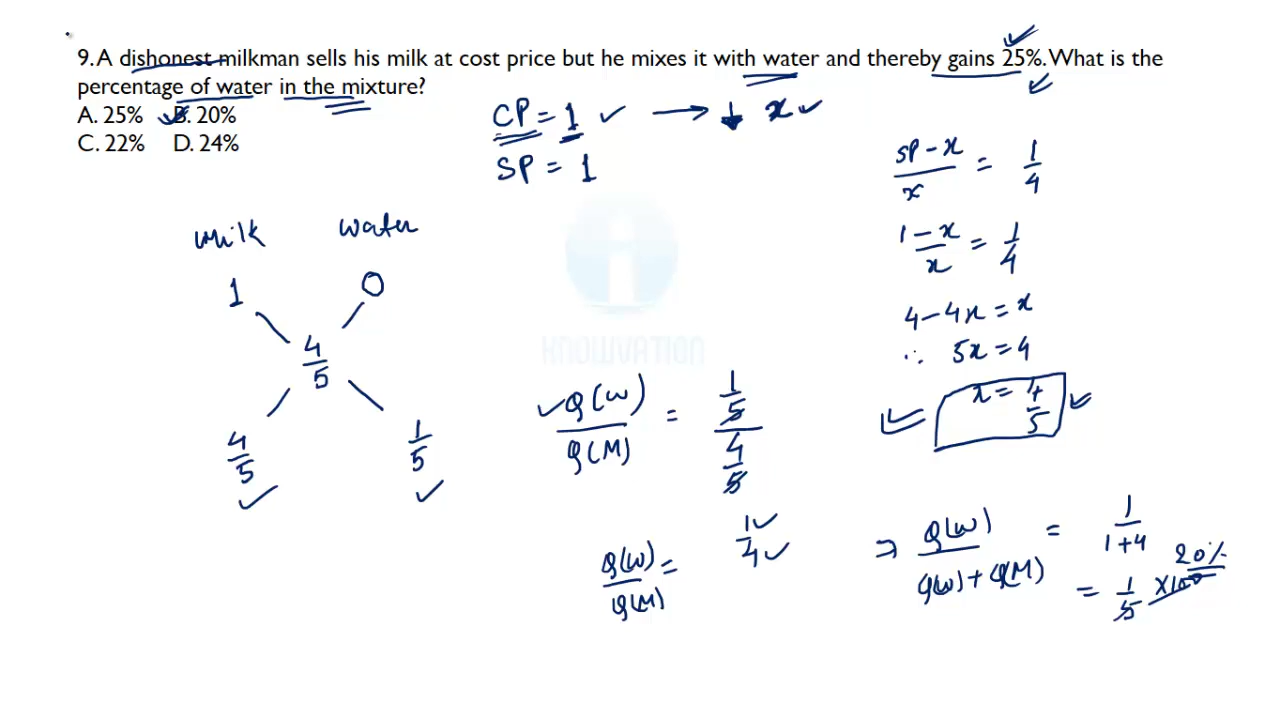 9.A dishonest milkman sells his milk at cost price but he mixes it with water and thereby gains 25%.What is the
percentage of water in the mixture?
A. 25% B. 20%
C. 22% D. 24%
CP = 1 → ↓ x
SP = 1
milk water
1 0
4/5
4/5 1/5
KNOWVATION
Q(W)/Q(M) = (1/5)/(4/5)
Q(W)/Q(M) = 1/4
SP - x/x = 1/4
1 - x/x = 1/4
4 - 4x = x
∴ 5x = 4
x = 4/5
⇒ Q(W)/Q(W) + Q(M) = 1/1+4
= 1/5 × 100 20%